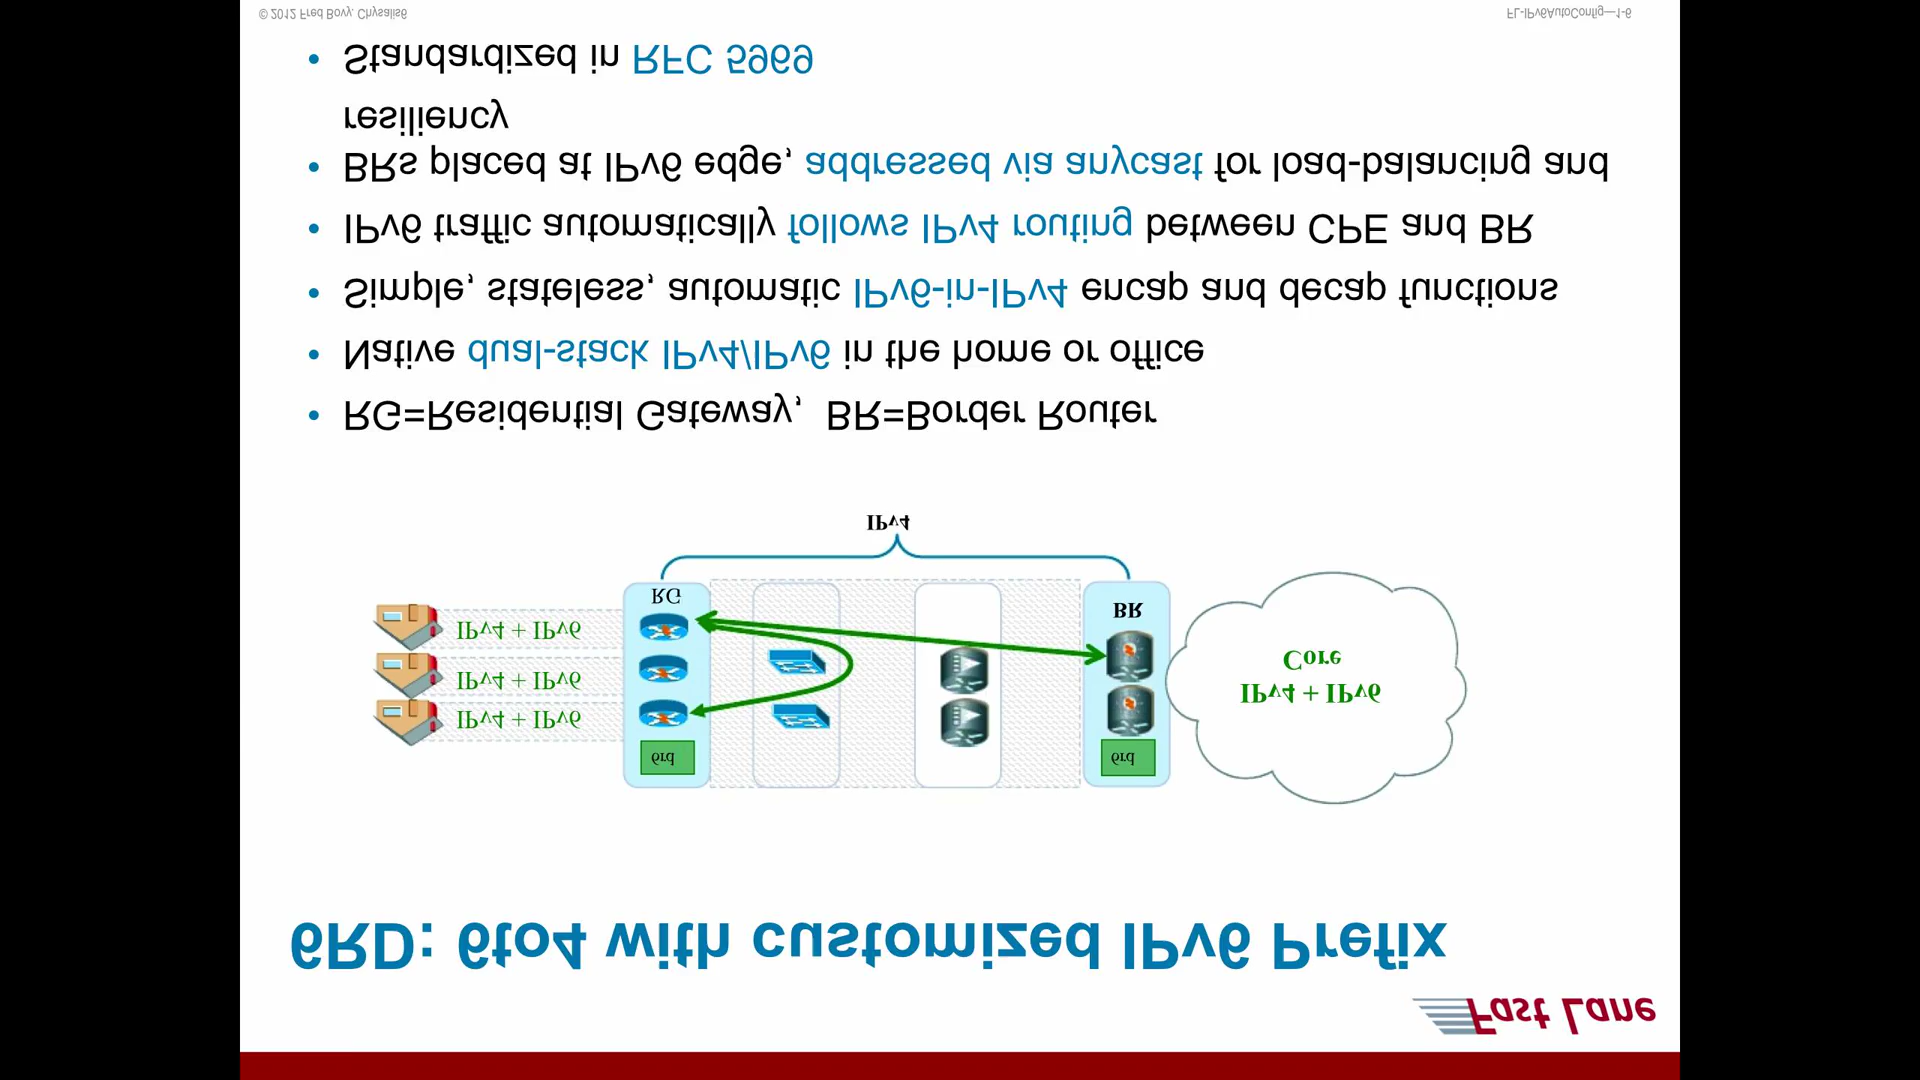 Fast Lane
6RD: 6to4 with customized IPv6 Prefix
6rd
6rd
IPv4 + IPv6
IPv4 + IPv6
IPv4 + IPv6
IPv4 + IPv6
Core
BR
RG
IPv4
• RG=Residential Gateway, BR=Border Router
• Native dual-stack IPv4/IPv6 in the home or office
• Simple, stateless, automatic IPv6-in-IPv4 encap and decap functions
• IPv6 traffic automatically follows IPv4 routing between CPE and BR
• BRs placed at IPv6 edge, addressed via anycast for load-balancing and
resiliency
• Standardized in RFC 5969
© 2012 Fred Bovy. Chysalis6
FL-IPv6AutoConfig—1-6